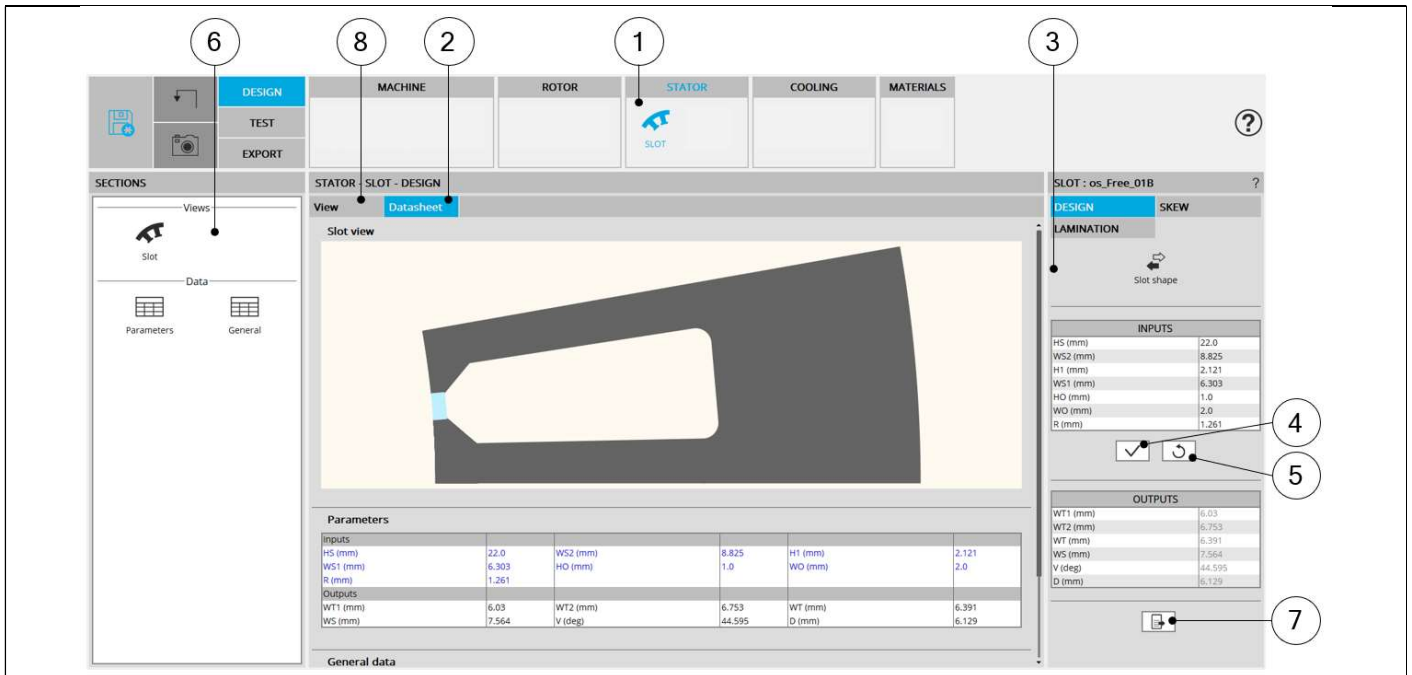 6 8 2 1 3
DESIGN MACHINE ROTOR STATOR COOLING MATERIALS
TEST
EXPORT
SLOT
?
SECTIONS
Views
Slot
Data
Parameters General
STATOR - SLOT - DESIGN
View Datasheet
Slot view
Parameters
Inputs
HS (mm) 22.0 WS2 (mm) 8.825 H1 (mm) 2.121
WS1 (mm) 6.303 HO (mm) 1.0 WO (mm) 2.0
R (mm) 1.261
Outputs
WT1 (mm) 6.03 WT2 (mm) 6.753 WT (mm) 6.391
WS (mm) 7.564 V (deg) 44.595 D (mm) 6.129
General data
SLOT : os_Free_01B ?
DESIGN SKEW
LAMINATION
Slot shape
INPUTS
HS (mm) 22.0
WS2 (mm) 8.825
H1 (mm) 2.121
WS1 (mm) 6.303
HO (mm) 1.0
WO (mm) 2.0
R (mm) 1.261
4
5
OUTPUTS
WT1 (mm) 6.03
WT2 (mm) 6.753
WT (mm) 6.391
WS (mm) 7.564
V (deg) 44.595
D (mm) 6.129
7